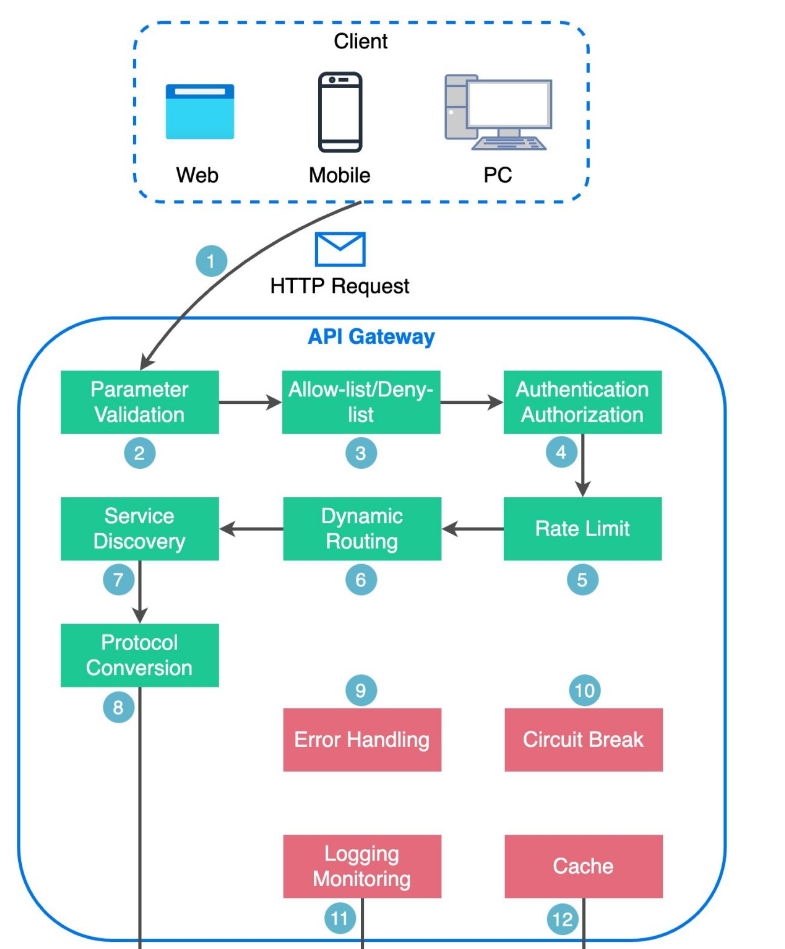 Client
Web
Mobile
PC
1
HTTP Request
API Gateway
Parameter
Validation
2
Allow-list/Deny-
list
3
Authentication
Authorization
4
Rate Limit
5
Dynamic
Routing
6
Service
Discovery
7
Protocol
Conversion
8
9
Error Handling
10
Circuit Break
Logging
Monitoring
11
Cache
12